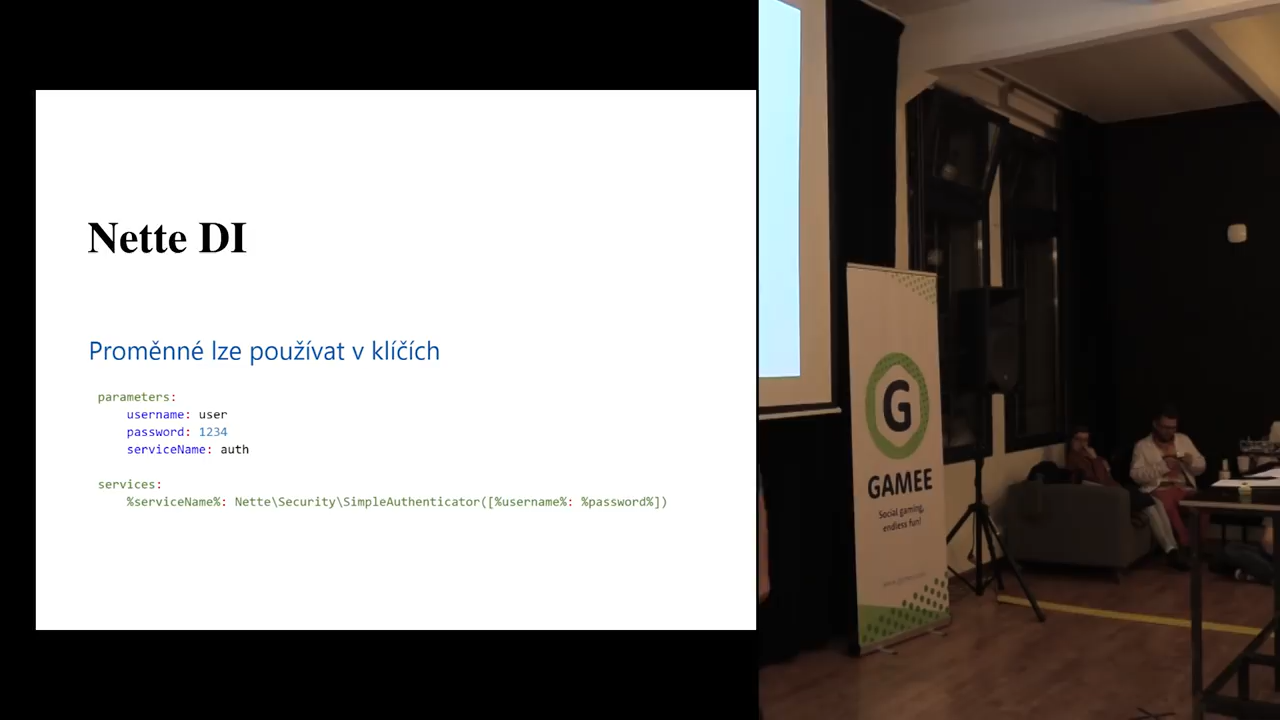 Nette DI
Proměnné lze používat v klíčích
parameters:
    username: user
    password: 1234
    serviceName: auth
services:
    %serviceName%: Nette\Security\SimpleAuthenticator([%username%: %password%])
G
GAMEE
Social gaming,
endless fun!